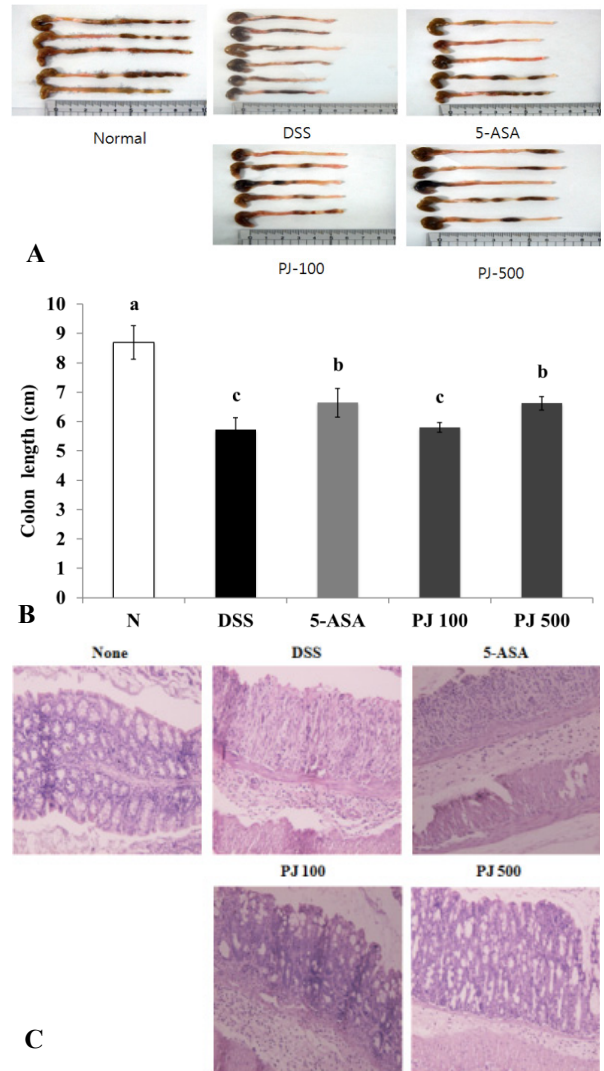 Normal
DSS
5-ASA
PJ-100
PJ-500
A
Colon length (cm)
10
9
8
7
6
5
4
3
2
1
0
a
c
b
c
b
N
DSS
5-ASA
PJ 100
PJ 500
B
None
DSS
5-ASA
PJ 100
PJ 500
C